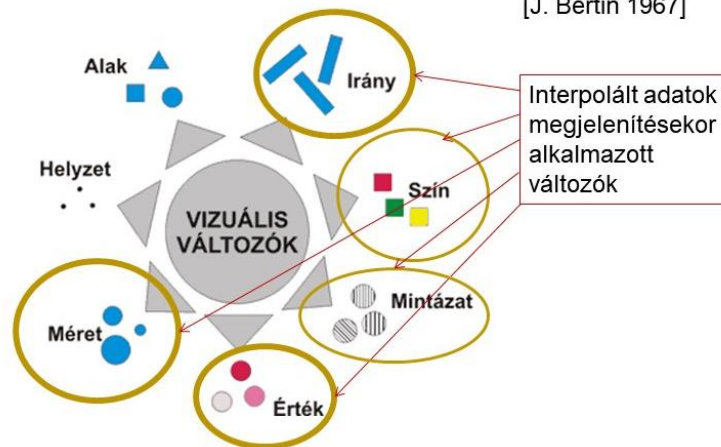 [J. Bertin 1967]
Alak
Irány
Interpolált adatok
megjelenítésekor
alkalmazott
változók
Helyzet
Szín
VIZUÁLIS
VÁLTOZÓK
Mintázat
Méret
Érték